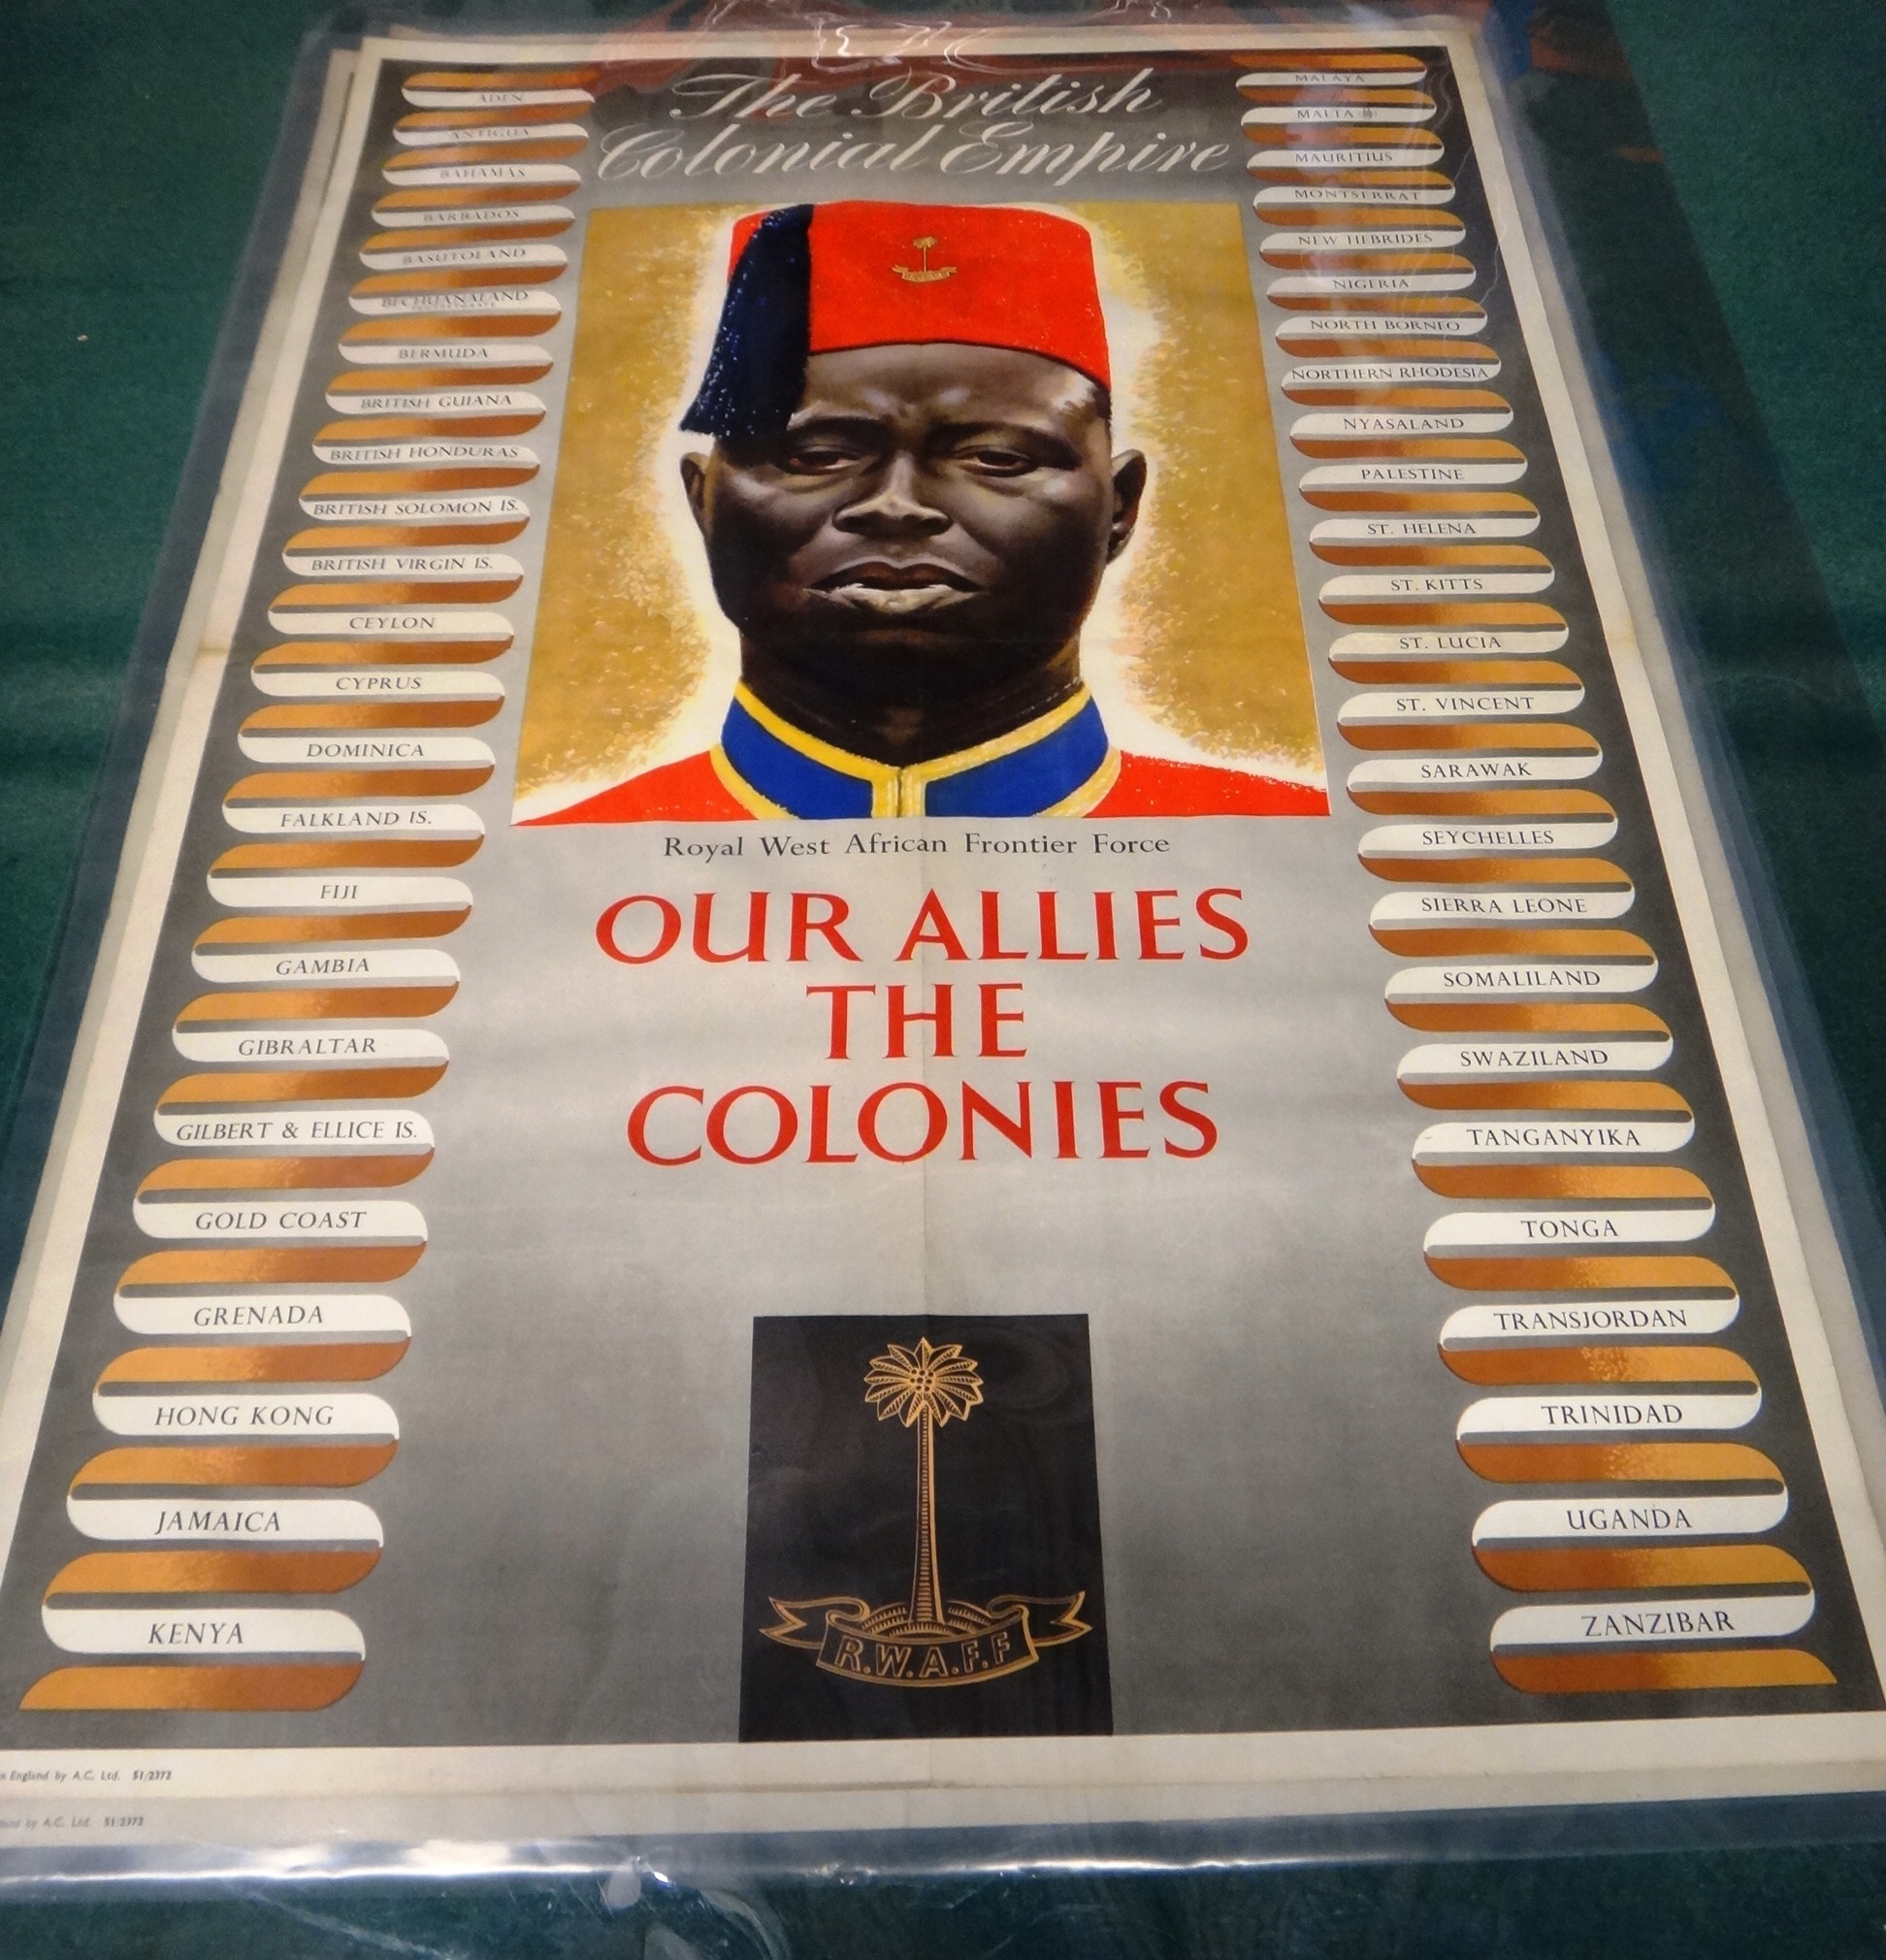 The British
Colonial Empire
ADEN
ANTIGUA
BAHAMAS
BARBADOS
BASUTOLAND
BECHUANALAND
BERMUDA
BRITISH GUIANA
BRITISH HONDURAS
BRITISH SOLOMON IS.
BRITISH VIRGIN IS.
CEYLON
CYPRUS
DOMINICA
FALKLAND IS.
FIJI
GAMBIA
GIBRALTAR
GILBERT & ELLICE IS.
GOLD COAST
GRENADA
HONG KONG
JAMAICA
KENYA
Royal West African Frontier Force
OUR ALLIES
THE
COLONIES
R.W.A.F.F
MALAYA
MALTA
MAURITIUS
MONTSERRAT
NEW HEBRIDES
NIGERIA
NORTH BORNEO
NORTHERN RHODESIA
NYASALAND
PALESTINE
ST. HELENA
ST. KITTS
ST. LUCIA
ST. VINCENT
SARAWAK
SEYCHELLES
SIERRA LEONE
SOMALILAND
SWAZILAND
TANGANYIKA
TONGA
TRANSJORDAN
TRINIDAD
UGANDA
ZANZIBAR
England by A.C. Ltd. 51/2372
by A.C. Ltd. 51/2372